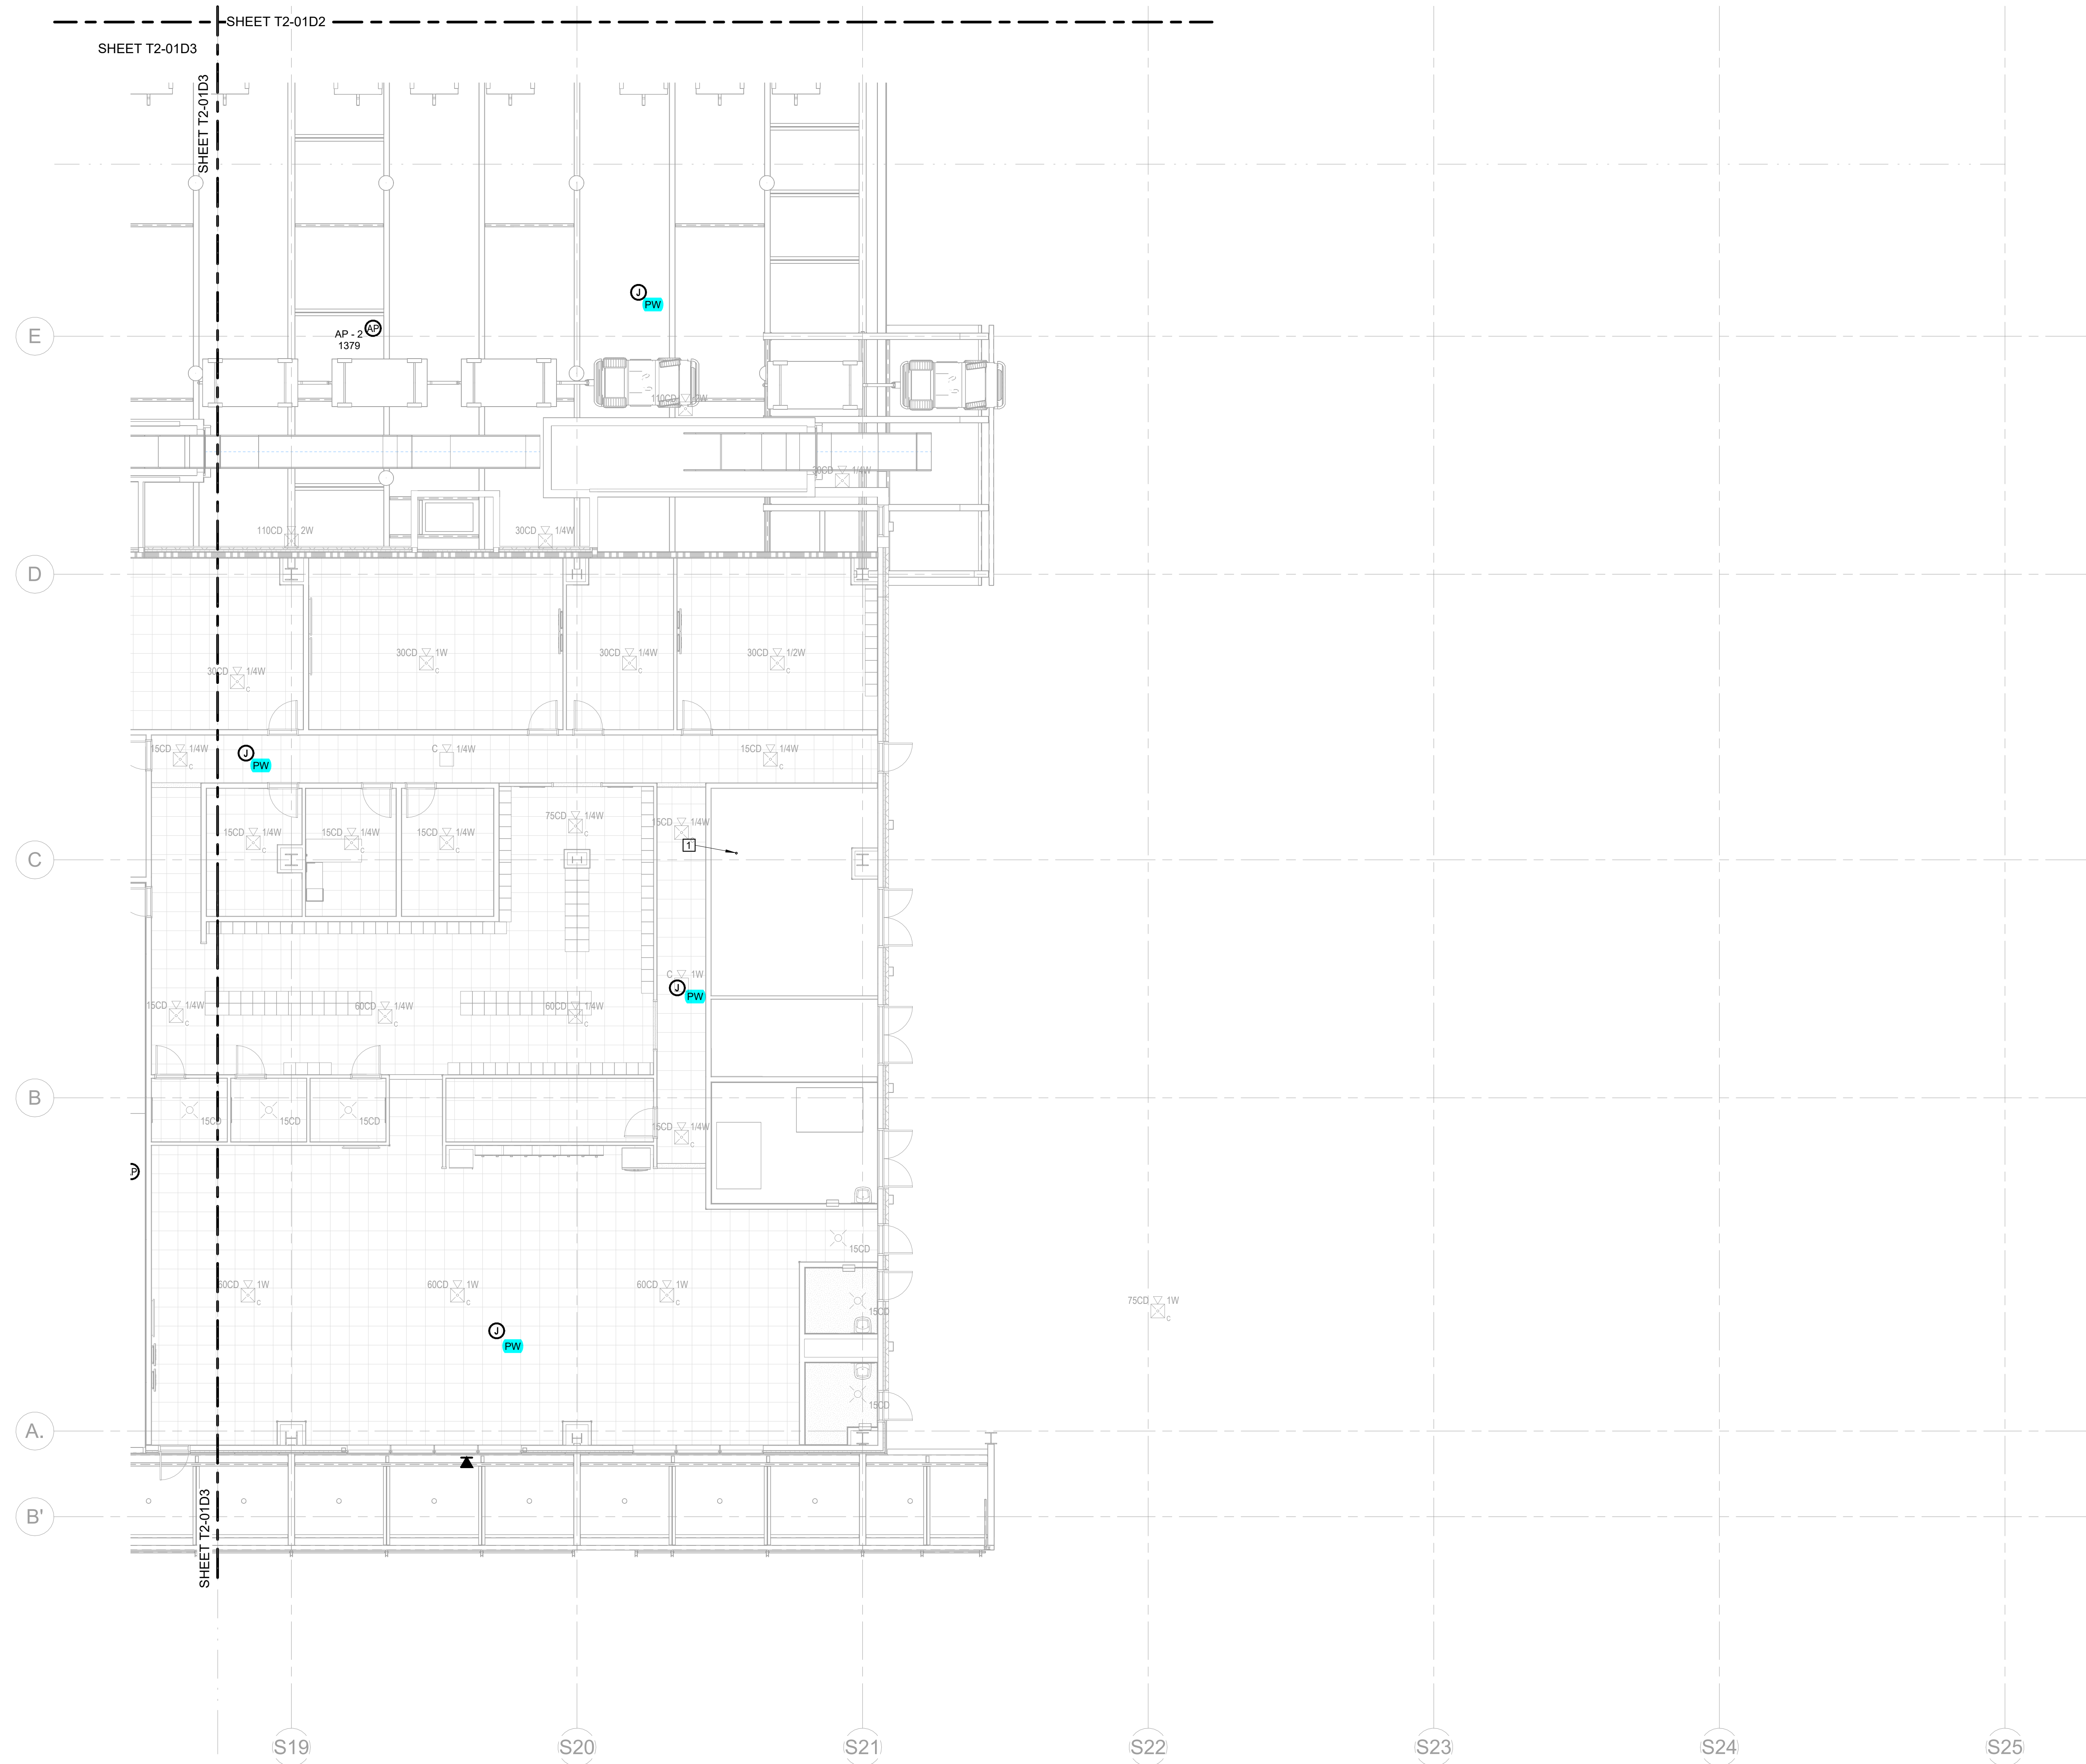 SHEET T2-01D2
SHEET T2-01D3
SHEET T2-01D3
J
PW
E
AP - 2
AP
1379
110CD 2W
30CD 1/4W
110CD 2W
30CD 1/4W
D
30CD 1W
C
30CD 1/4W
C
30CD 1/2W
C
30CD 1/4W
C
15CD 1/4W
C
J
PW
C 1/4W
15CD 1/4W
C
75CD 1/4W
C
15CD 1/4W
15CD 1/4W
C
15CD 1/4W
C
15CD 1/4W
C
1
C
C 1W
J
PW
15CD 1/4W
C
60CD 1/4W
C
60CD 1/4W
C
B
15CD
15CD
15CD
15CD 1/4W
C
15CD
60CD 1W
C
60CD 1W
C
60CD 1W
C
15CD
75CD 1W
C
J
PW
15CD
A.
B'
SHEET T2-01D3
S19
S20
S21
S22
S23
S24
S25